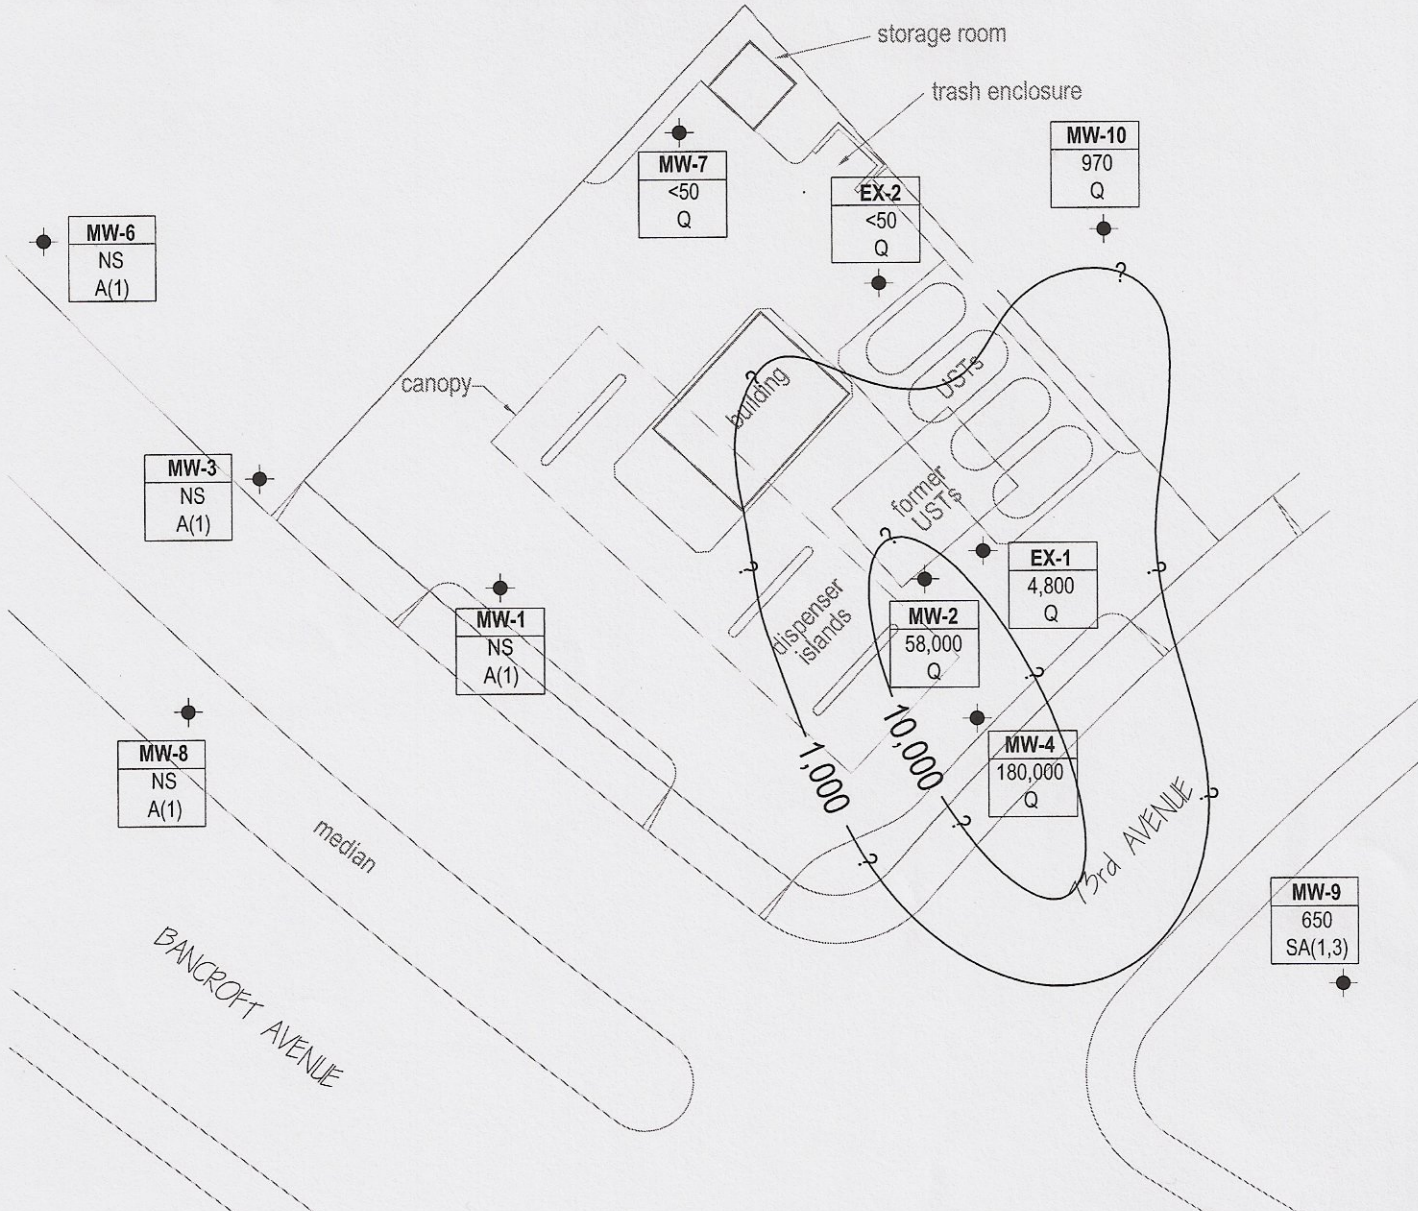 storage room
trash enclosure
MW-10
970
Q
MW-7
<50
Q
EX-2
<50
Q
MW-6
NS
A(1)
?
USTs
canopy
?
building
MW-3
NS
A(1)
former
USTs
?
EX-1
4,800
Q
?
?
MW-1
NS
A(1)
dispenser
islands
MW-2
58,000
Q
?
MW-8
NS
A(1)
10,000
1,000
MW-4
180,000
Q
?
?
?
median
73rd AVENUE
MW-9
650
SA(1,3)
BANCROFT AVENUE